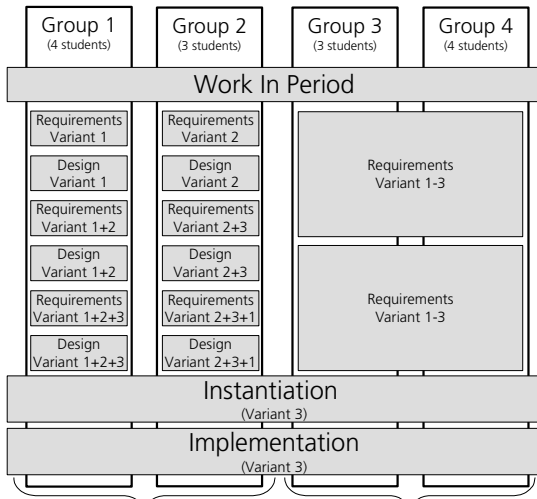 Group 1
(4 students)
Group 2
(3 students)
Group 3
(3 students)
Group 4
(4 students)
Work In Period
Requirements
Variant 1
Design
Variant 1
Requirements
Variant 1+2
Design
Variant 1+2
Requirements
Variant 1+2+3
Design
Variant 1+2+3
Requirements
Variant 2
Design
Variant 2
Requirements
Variant 2+3
Design
Variant 2+3
Requirements
Variant 2+3+1
Design
Variant 2+3+1
Requirements
Variant 1-3
Requirements
Variant 1-3
Instantiation
(Variant 3)
Implementation
(Variant 3)